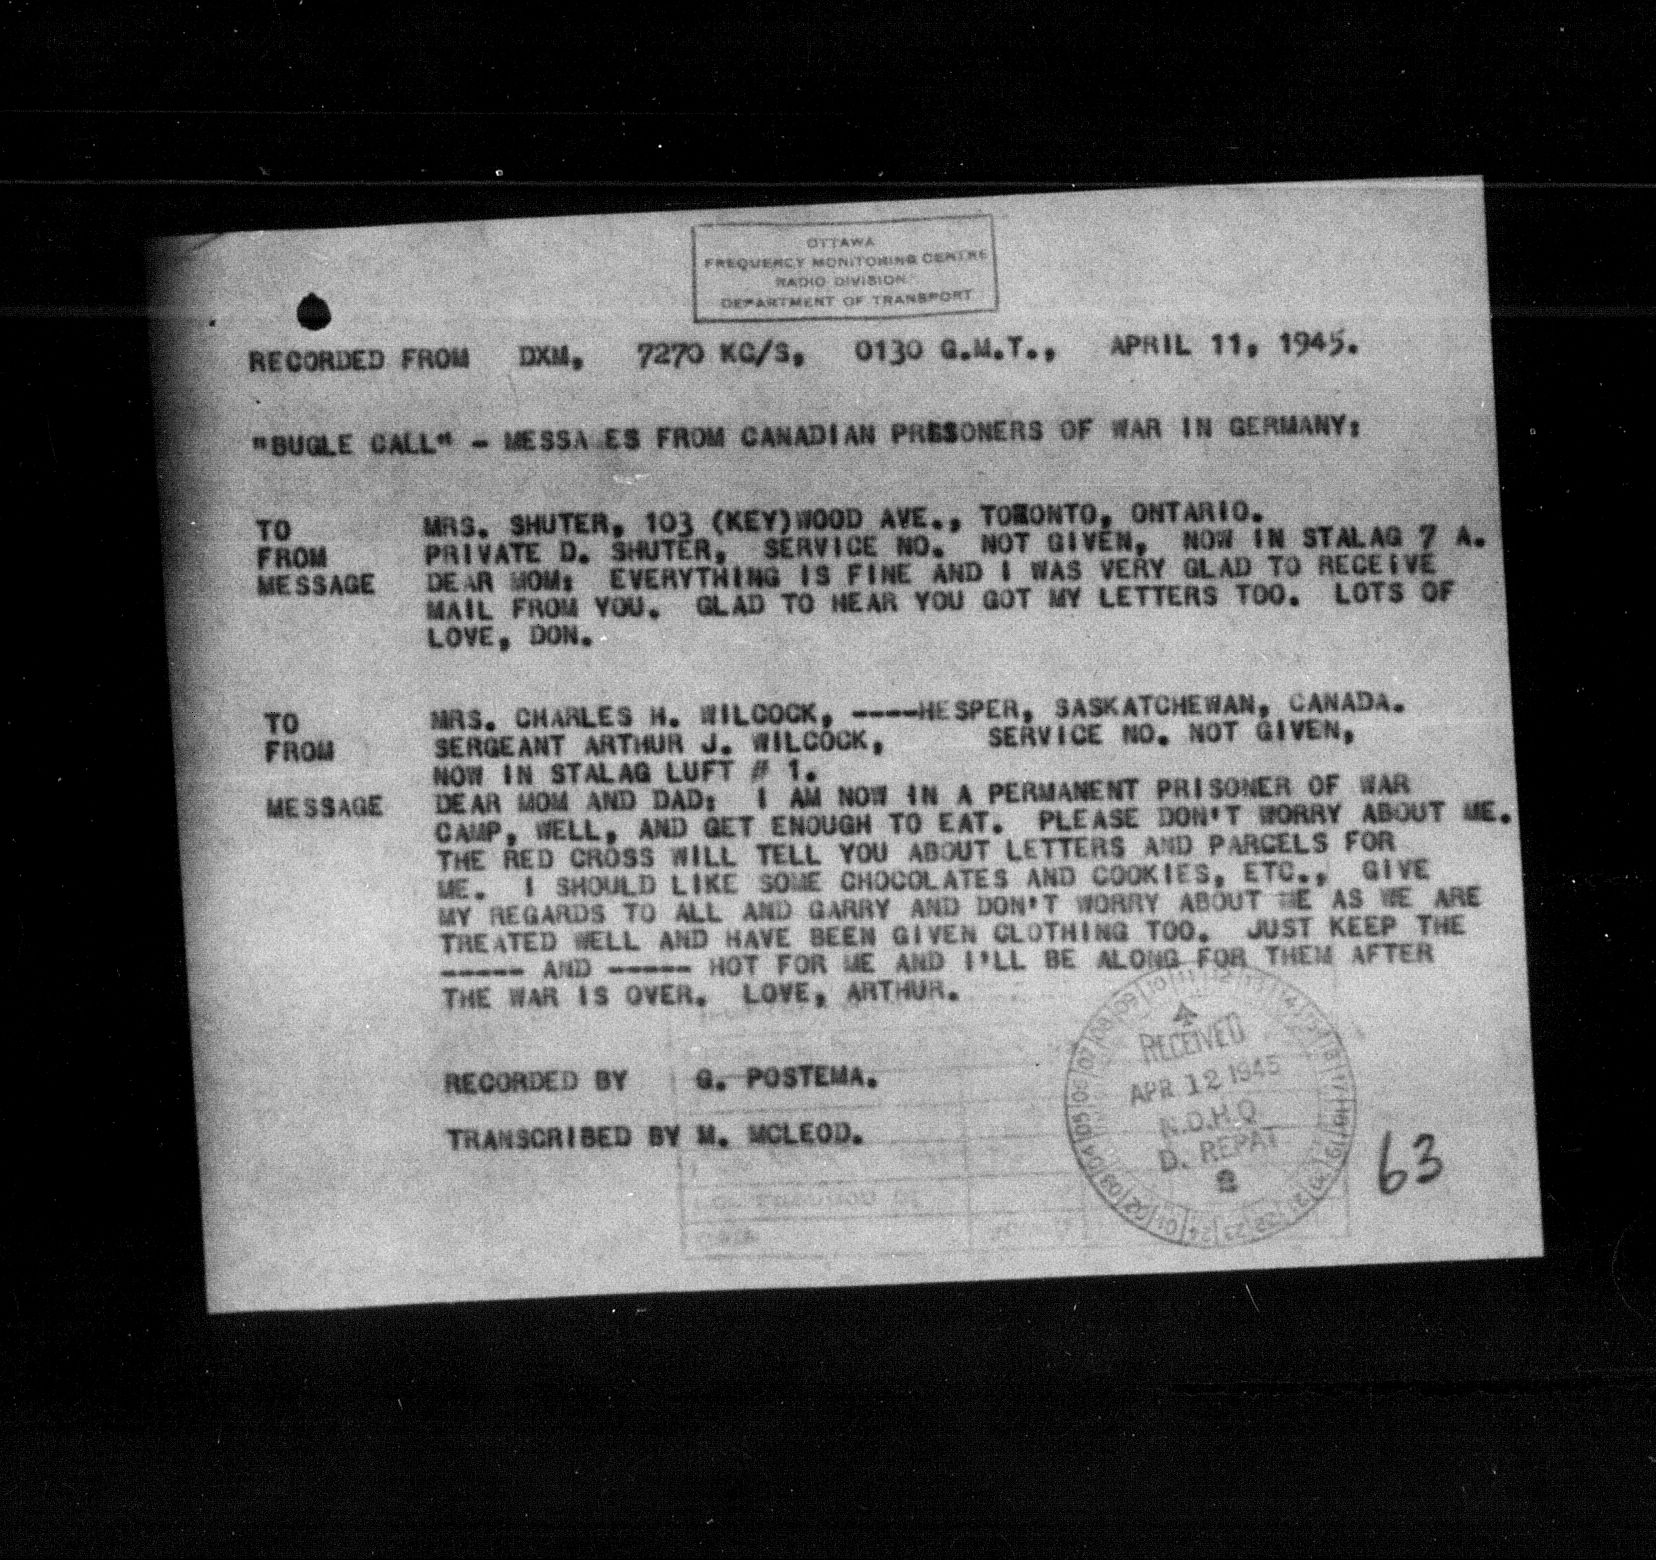 OTTAWA
FREQUENCY MONITORING CENTRE
RADIO DIVISION
DEPARTMENT OF TRANSPORT
RECORDED FROM DXM, 7270 KC/S, 0130 G.M.T., APRIL 11, 1945.
"BUGLE CALL" - MESSA ES FROM CANADIAN PRISONERS OF WAR IN GERMANY:
TO MRS. SHUTER, 103 (KEY)WOOD AVE., TORONTO, ONTARIO.
FROM PRIVATE D. SHUTER, SERVICE NO. NOT GIVEN, NOW IN STALAG 7 A.
MESSAGE DEAR MOM: EVERYTHING IS FINE AND I WAS VERY GLAD TO RECEIVE
MAIL FROM YOU. GLAD TO HEAR YOU GOT MY LETTERS TOO. LOTS OF
LOVE, DON.
TO MRS. CHARLES H. WILCOCK, ----HESPER, SASKATCHEWAN, CANADA.
FROM SERGEANT ARTHUR J. WILCOCK, SERVICE NO. NOT GIVEN,
NOW IN STALAG LUFT # 1.
MESSAGE DEAR MOM AND DAD: I AM NOW IN A PERMANENT PRISONER OF WAR
CAMP, WELL, AND GET ENOUGH TO EAT. PLEASE DON'T WORRY ABOUT ME.
THE RED CROSS WILL TELL YOU ABOUT LETTERS AND PARCELS FOR
ME. I SHOULD LIKE SOME CHOCOLATES AND COOKIES, ETC., GIVE
MY REGARDS TO ALL AND GARRY AND DON'T WORRY ABOUT ME AS WE ARE
TREATED WELL AND HAVE BEEN GIVEN CLOTHING TOO. JUST KEEP THE
----- AND ----- HOT FOR ME AND I'LL BE ALONG FOR THEM AFTER
THE WAR IS OVER. LOVE, ARTHUR.
RECORDED BY G. POSTEMA.
TRANSCRIBED BY M. MCLEOD.
RECEIVED
APR 12 1945
N.D.H.Q.
D. REPAT
2
63